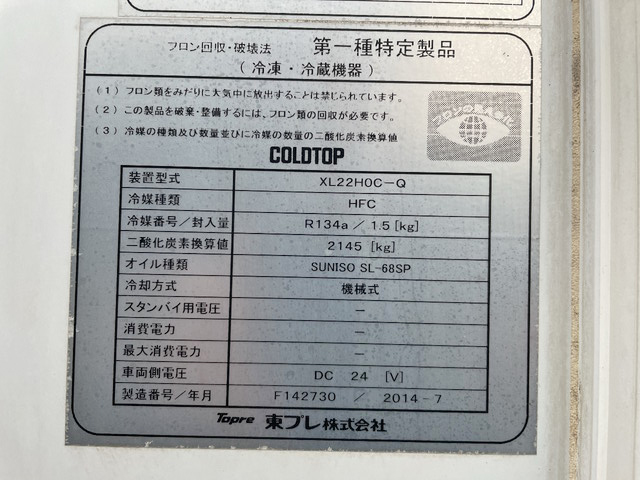 フロン回収・破壊法 第一種特定製品
(冷凍・冷蔵機器)
(1) フロン類をみだりに大気中に放出することは禁じられています。
(2) この製品を破棄・整備するには、フロン類の回収が必要です。
(3) 冷媒の種類及び数量並びに冷媒の数量の二酸化炭素換算値
COLDTOP
装置型式 XL22H0C-Q
冷媒種類 HFC
冷媒番号/封入量 R134a / 1.5 [kg]
二酸化炭素換算値 2145 [kg]
オイル種類 SUNISO SL-68SP
冷却方式 機械式
スタンバイ用電圧 —
消費電力 —
最大消費電力 —
車両側電圧 DC 24 [V]
製造番号/年月 F142730 / 2014-7
Topre 東プレ株式会社